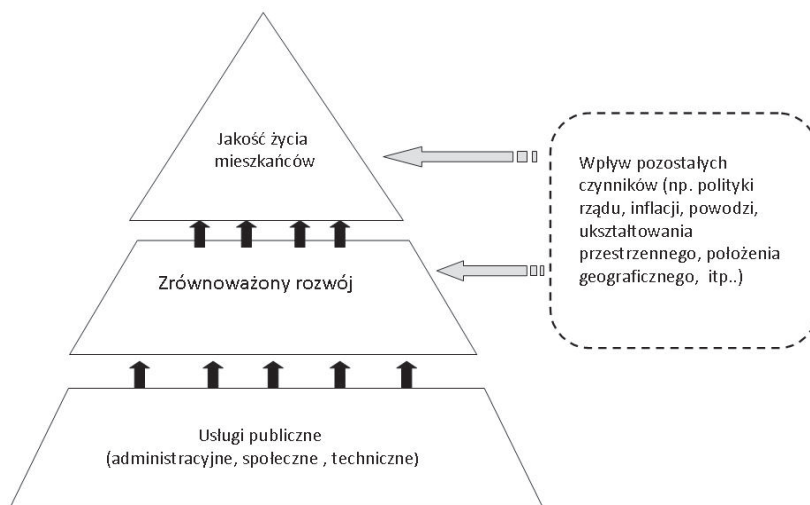 Jakość życia
mieszkańców
Wpływ pozostałych
czynników (np. polityki
rządu, inflacji, powodzi,
ukształtowania
przestrzennego, położenia
geograficznego, itp..)
Zrównoważony rozwój
Usługi publiczne
(administracyjne, społeczne , techniczne)